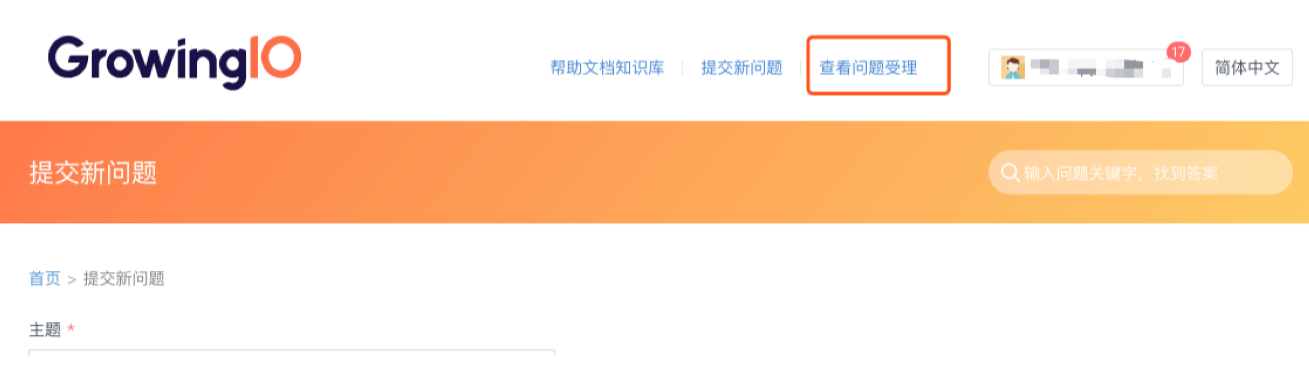 GrowingIO
帮助文档知识库 提交新问题 查看问题受理 17 简体中文
提交新问题 输入问题关键字，找到答案
首页 > 提交新问题
主题 *